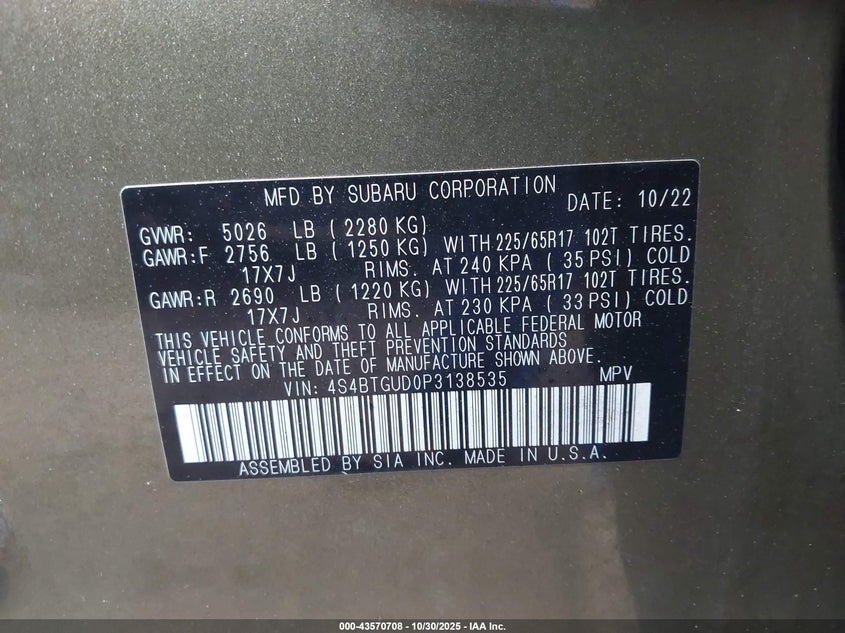 MFD BY SUBARU CORPORATION DATE: 10/22
GVWR: 5026 LB ( 2280 KG)
GAWR:F 2756 LB ( 1250 KG) WITH 225/65R17 102T TIRES.
17X7J RIMS. AT 240 KPA ( 35 PSI) COLD
GAWR:R 2690 LB ( 1220 KG) WITH 225/65R17 102T TIRES.
17X7J RIMS. AT 230 KPA ( 33 PSI) COLD
THIS VEHICLE CONFORMS TO ALL APPLICABLE FEDERAL MOTOR
VEHICLE SAFETY AND THEFT PREVENTION STANDARDS
IN EFFECT ON THE DATE OF MANUFACTURE SHOWN ABOVE.
VIN: 4S4BTGUD0P3138535 MPV
ASSEMBLED BY SIA INC. MADE IN U.S.A.
000-43570708 - 10/30/2025 - IAA Inc.